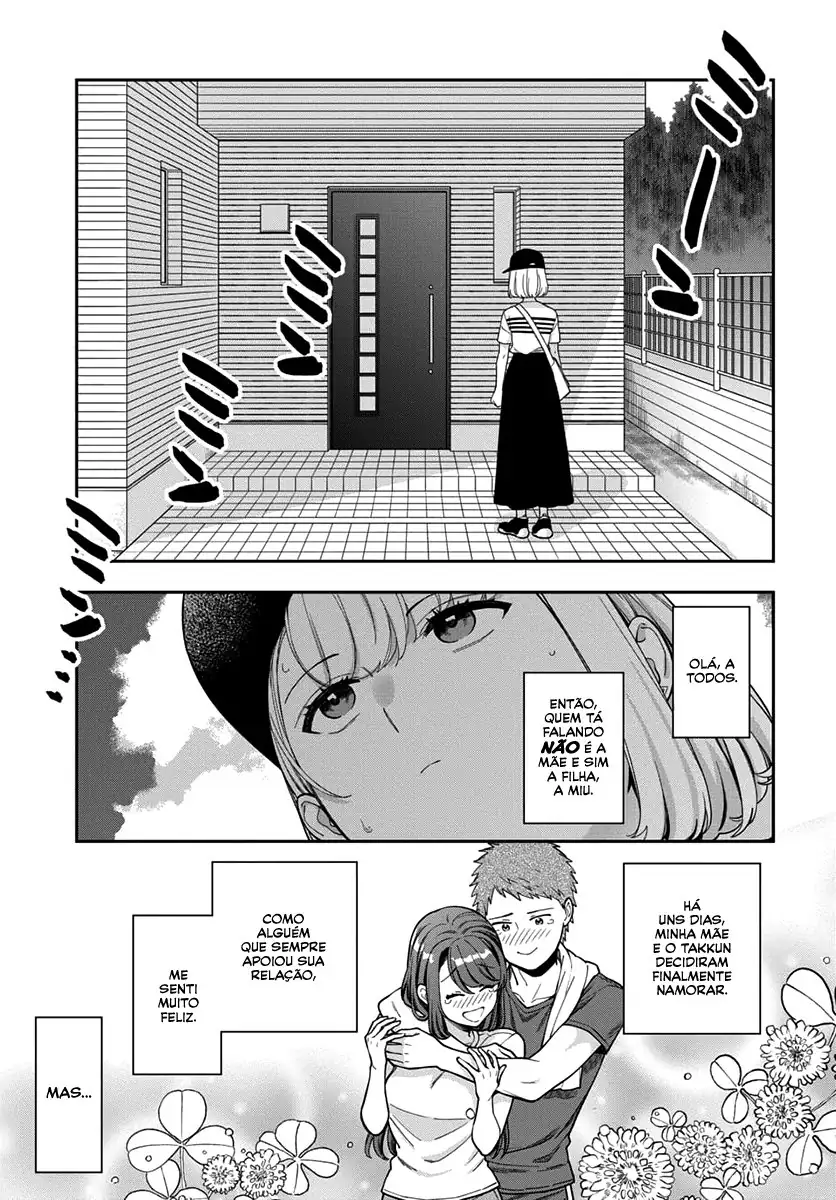 OLÁ, A
TODOS.
ENTÃO,
QUEM TÁ
FALANDO
NÃO É A
MÃE E SIM
A FILHA,
A MIU.
HÁ
UNS DIAS,
MINHA MÃE
E O TAKKUN
DECIDIRAM
FINALMENTE
NAMORAR.
COMO
ALGUÉM
QUE SEMPRE
APOIOU SUA
RELAÇÃO,
ME
SENTI
MUITO
FELIZ.
MAS...